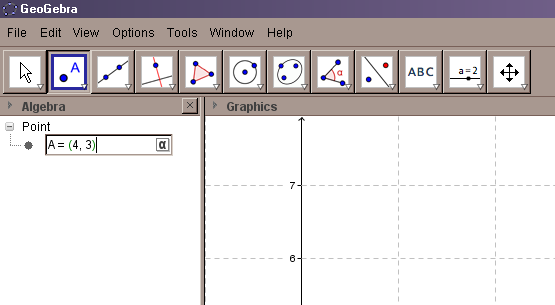 GeoGebra
File Edit View Options Tools Window Help
A α ABC a=2
Algebra
Graphics
Point
A = (4, 3) α
7
6